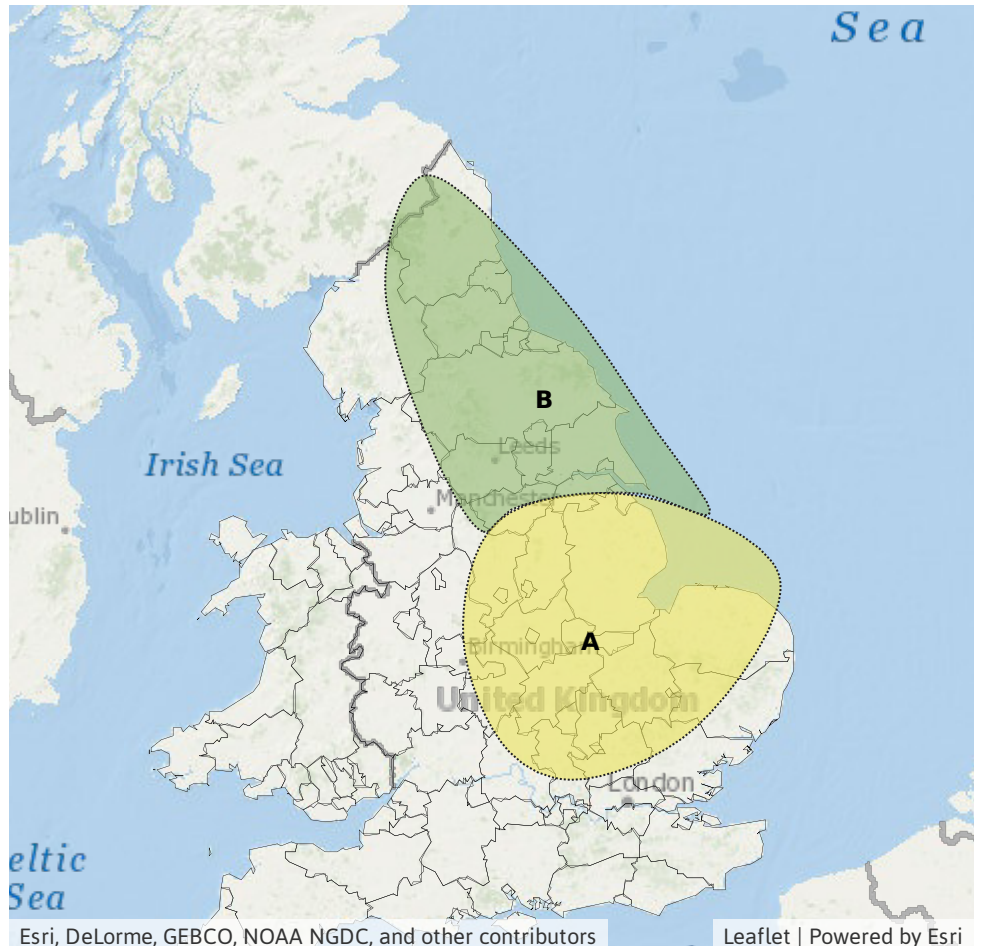 Sea
B
Leeds
Irish Sea
Manchester
ublin
A
Birmingham
United Kingdom
London
eltic
Sea
Esri, DeLorme, GEBCO, NOAA NGDC, and other contributors
Leaflet | Powered by Esri